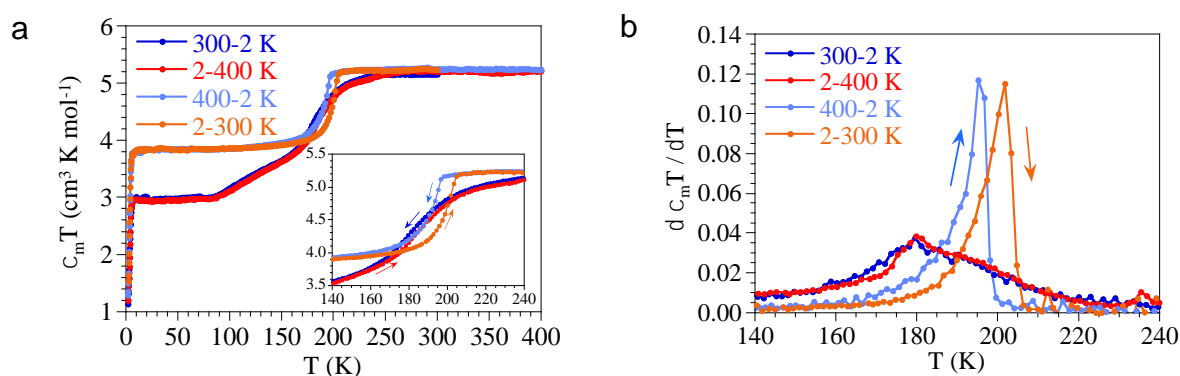 a
6
5
4
3
2
1
C_mT (cm³ K mol⁻¹)
300-2 K
2-400 K
400-2 K
2-300 K
5.5
5.0
4.5
4.0
3.5
140 160 180 200 220 240
0 50 100 150 200 250 300 350 400
T (K)
b
0.14
0.12
0.10
0.08
0.06
0.04
0.02
0.00
d C_mT / dT
300-2 K
2-400 K
400-2 K
2-300 K
140 160 180 200 220 240
T (K)